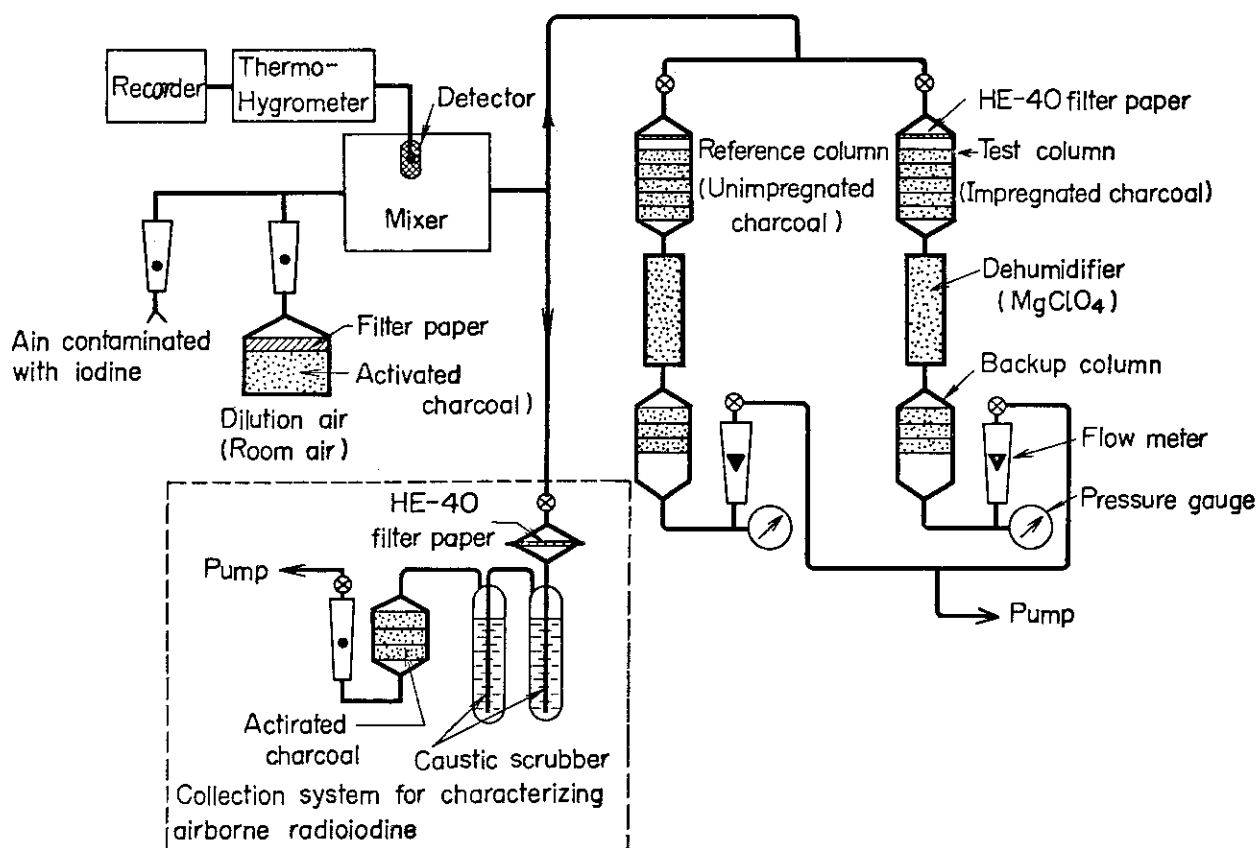 Recorder
Thermo-
Hygrometer
Detector
Mixer
Ain contaminated
with iodine
Filter paper
Activated
charcoal)
Dilution air
(Room air)
HE-40 filter paper
Reference column
(Unimpregnated
charcoal)
Test column
(Impregnated charcoal)
Dehumidifier
(MgClO4)
Backup column
Flow meter
Pressure gauge
Pump
HE-40
filter paper
Pump
Actirated
charcoal
Caustic scrubber
Collection system for characterizing
airborne radioiodine